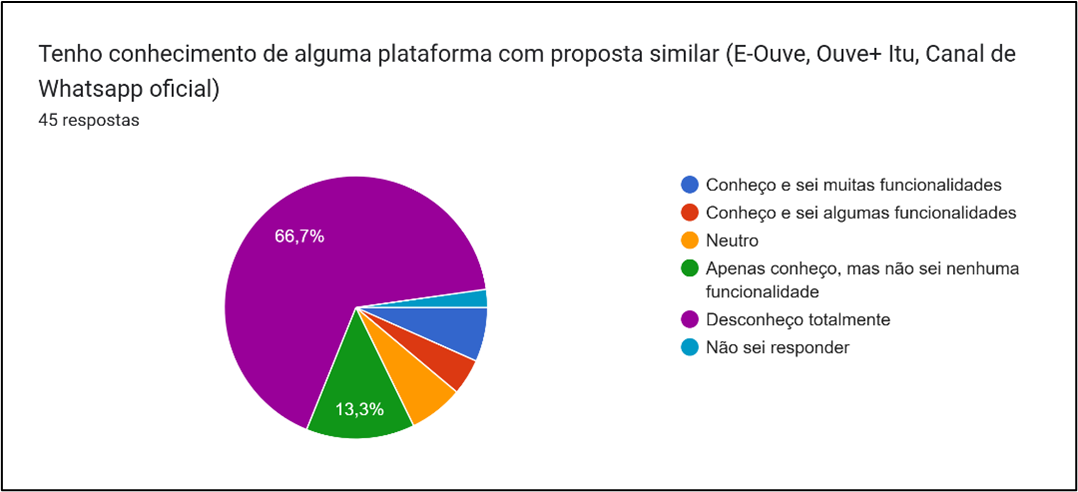 Tenho conhecimento de alguma plataforma com proposta similar (E-Ouve, Ouve+ Itu, Canal de
Whatsapp oficial)
45 respostas
66,7%
13,3%
Conheço e sei muitas funcionalidades
Conheço e sei algumas funcionalidades
Neutro
Apenas conheço, mas não sei nenhuma
funcionalidade
Desconheço totalmente
Não sei responder